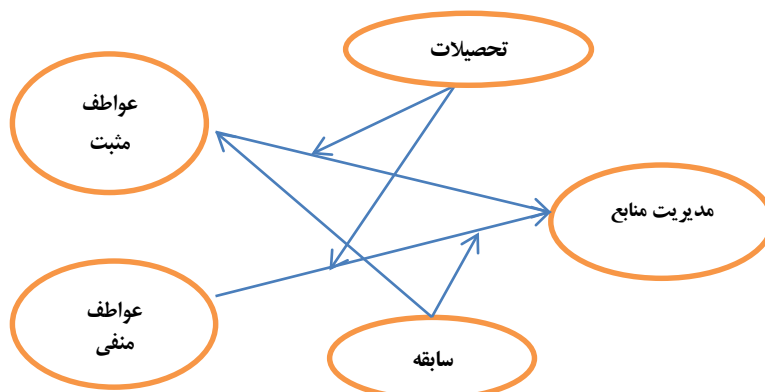 تحصیلات
عواطف
مثبت
مدیریت منابع
عواطف
منفی
سابقه